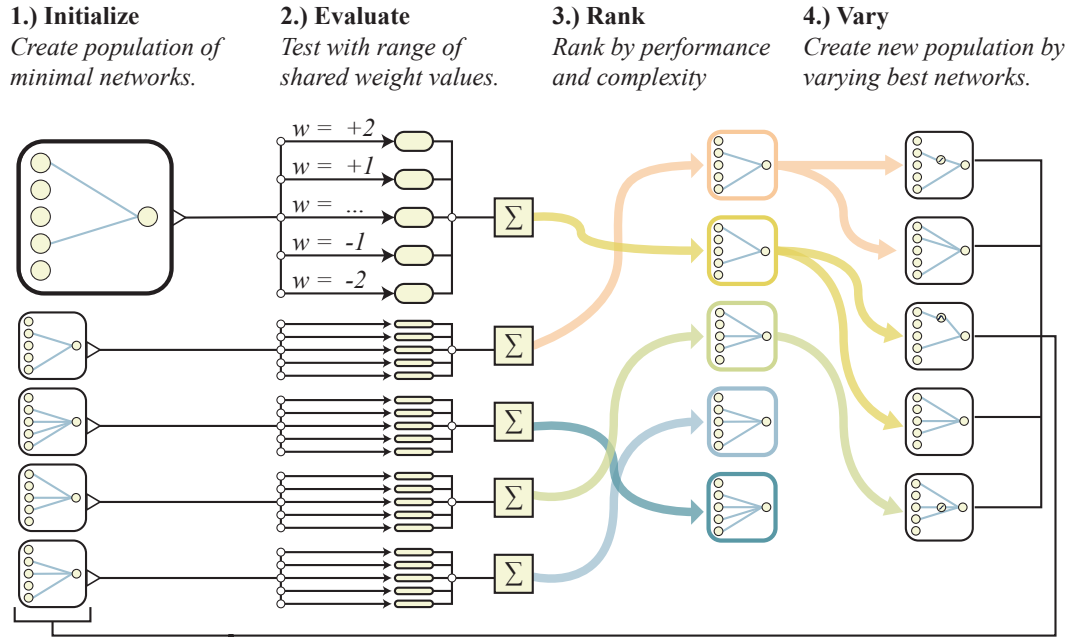 1.) Initialize
Create population of
minimal networks.
2.) Evaluate
Test with range of
shared weight values.
3.) Rank
Rank by performance
and complexity
4.) Vary
Create new population by
varying best networks.
w = +2
w = +1
w = ...
w = -1
w = -2
Σ
Σ
Σ
Σ
Σ